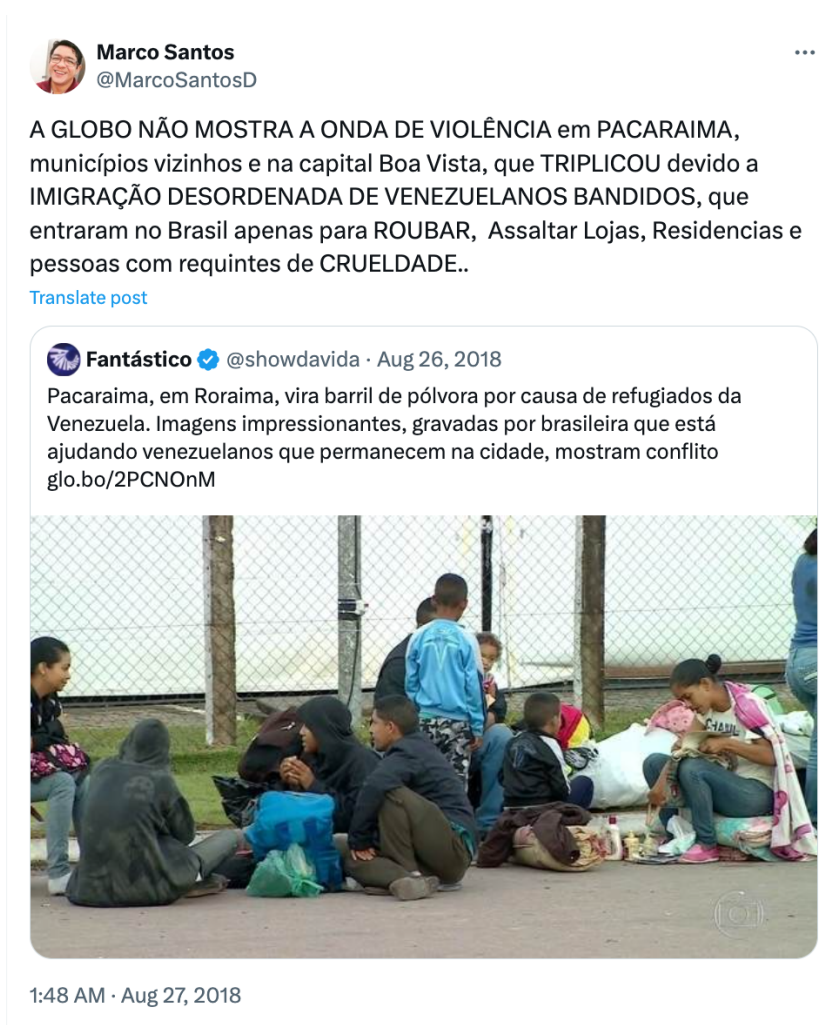 Marco Santos
@MarcoSantosD
A GLOBO NÃO MOSTRA A ONDA DE VIOLÊNCIA em PACARAIMA,
municípios vizinhos e na capital Boa Vista, que TRIPLICOU devido a
IMIGRAÇÃO DESORDENADA DE VENEZUELANOS BANDIDOS, que
entraram no Brasil apenas para ROUBAR,  Assaltar Lojas, Residencias e
pessoas com requintes de CRUELDADE..
Translate post
Fantástico @showdavida · Aug 26, 2018
Pacaraima, em Roraima, vira barril de pólvora por causa de refugiados da
Venezuela. Imagens impressionantes, gravadas por brasileira que está
ajudando venezuelanos que permanecem na cidade, mostram conflito
glo.bo/2PCNOnM
1:48 AM · Aug 27, 2018